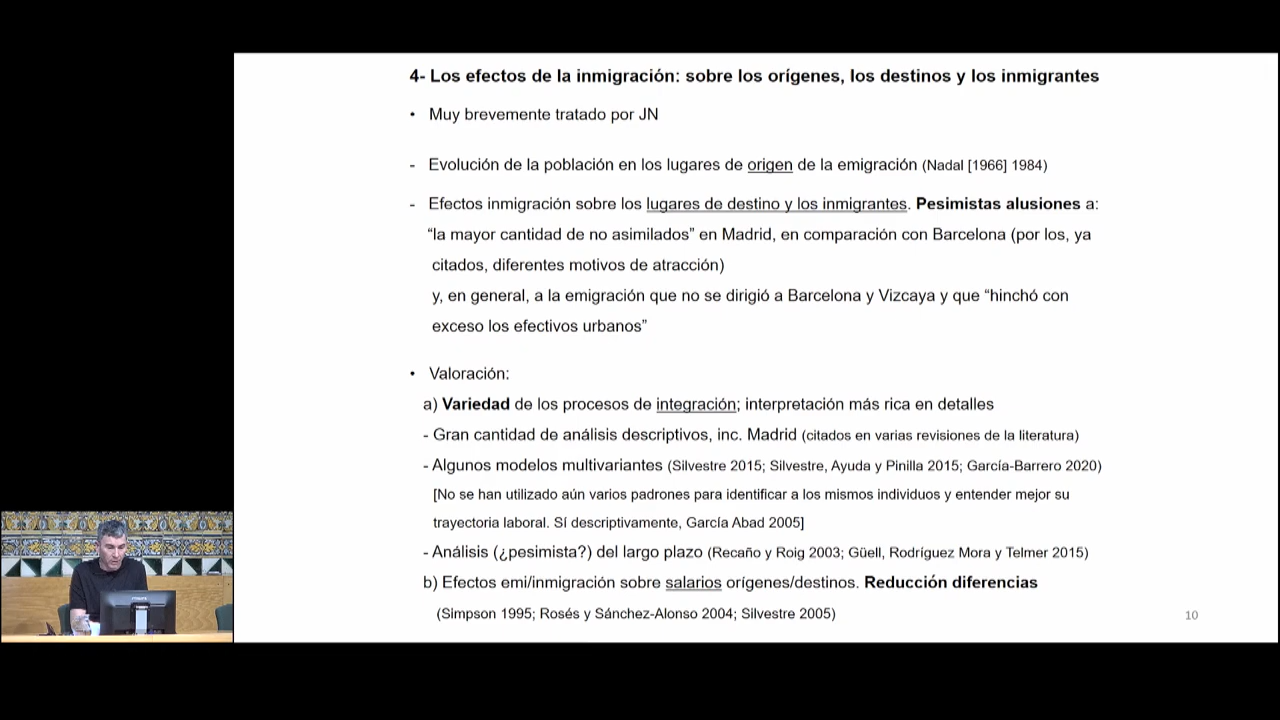 4- Los efectos de la inmigración: sobre los orígenes, los destinos y los inmigrantes
• Muy brevemente tratado por JN
- Evolución de la población en los lugares de origen de la emigración (Nadal [1966] 1984)
- Efectos inmigración sobre los lugares de destino y los inmigrantes. Pesimistas alusiones a:
“la mayor cantidad de no asimilados” en Madrid, en comparación con Barcelona (por los, ya
citados, diferentes motivos de atracción)
y, en general, a la emigración que no se dirigió a Barcelona y Vizcaya y que “hinchó con
exceso los efectivos urbanos”
• Valoración:
a) Variedad de los procesos de integración; interpretación más rica en detalles
- Gran cantidad de análisis descriptivos, inc. Madrid (citados en varias revisiones de la literatura)
- Algunos modelos multivariantes (Silvestre 2015; Silvestre, Ayuda y Pinilla 2015; García-Barrero 2020)
[No se han utilizado aún varios padrones para identificar a los mismos individuos y entender mejor su
trayectoria laboral. Sí descriptivamente, García Abad 2005]
- Análisis (¿pesimista?) del largo plazo (Recaño y Roig 2003; Güell, Rodríguez Mora y Telmer 2015)
b) Efectos emi/inmigración sobre salarios orígenes/destinos. Reducción diferencias
(Simpson 1995; Rosés y Sánchez-Alonso 2004; Silvestre 2005)
10